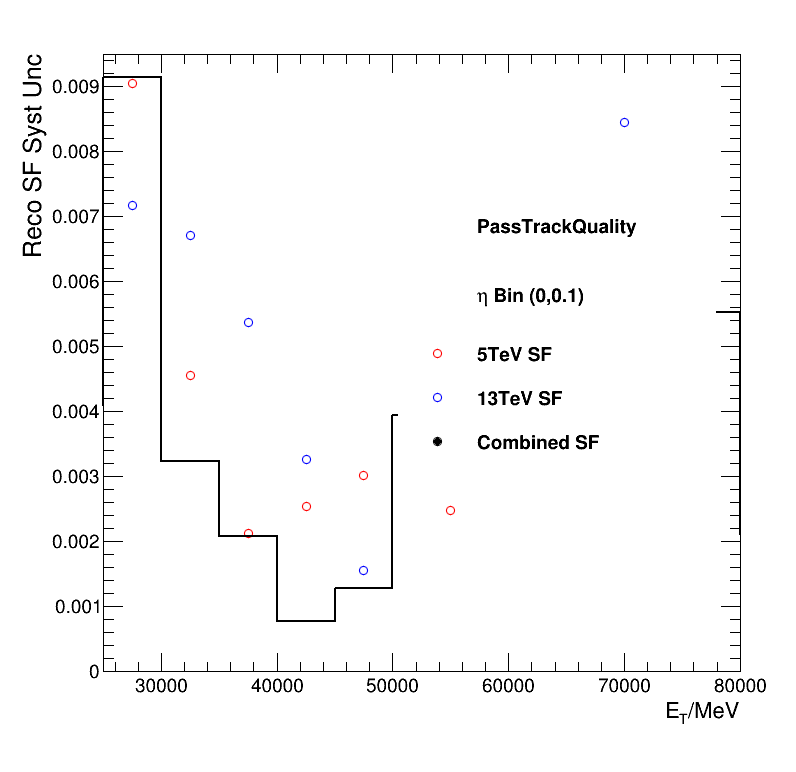 Reco SF Syst Unc
0.009
0.008
0.007
0.006
0.005
0.004
0.003
0.002
0.001
0
PassTrackQuality
η Bin (0,0.1)
5TeV SF
13TeV SF
Combined SF
30000 40000 50000 60000 70000 80000
E_T/MeV